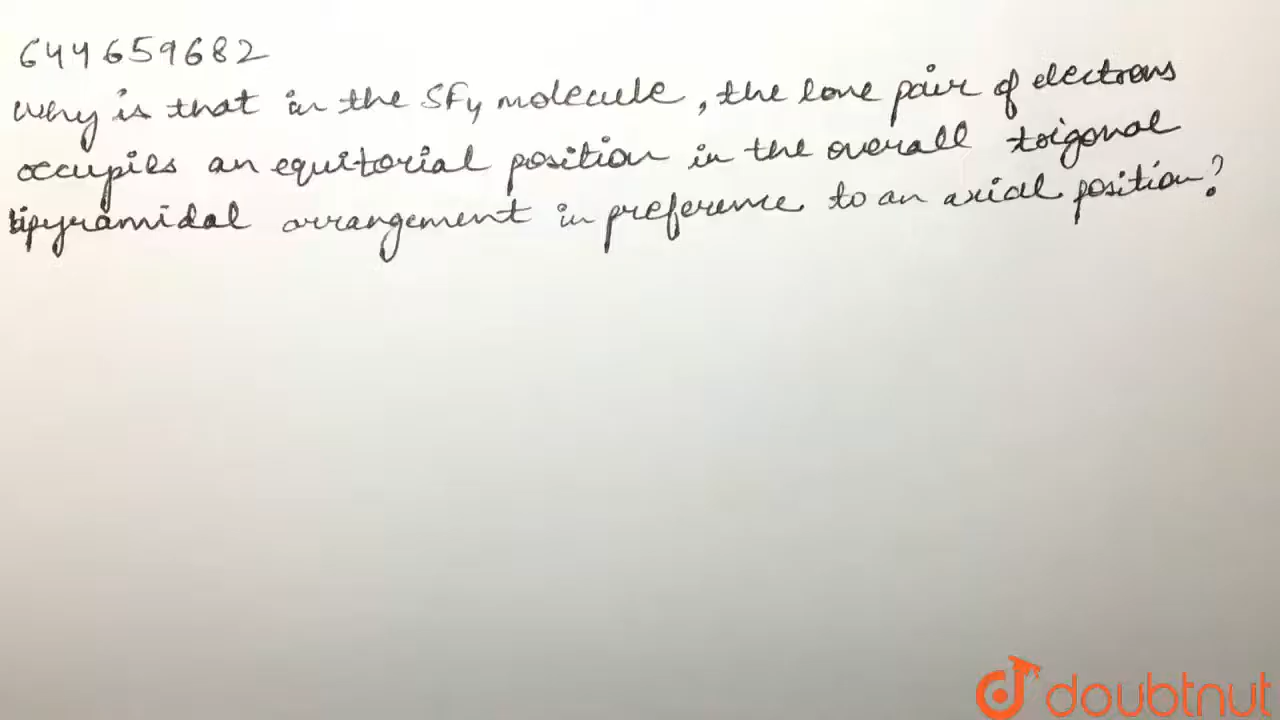 644659682
Why is that in the SF4 molecule, the lone pair of electrons
occupies an equitorial position in the overall trigonal
bipyramidal arrangement in preference to an axial position?
doubtnut